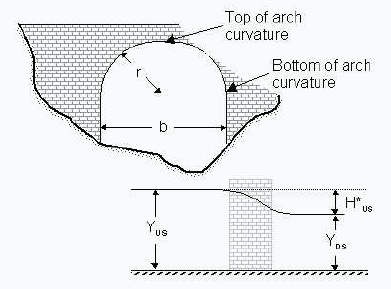 Top of arch
curvature
Bottom of arch
curvature
r
b
H*US
YUS
YDS